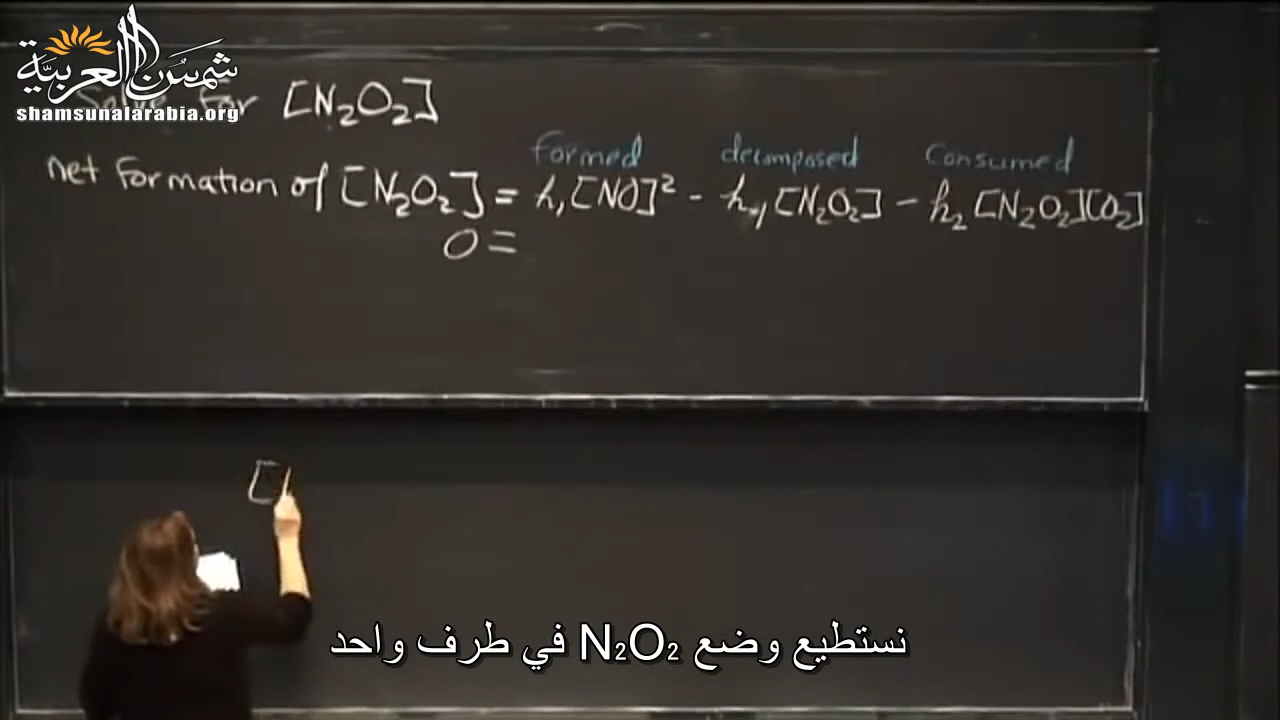 شمس العربية
shamsunalarabia.org
Solve for [N₂O₂]
formed decomposed consumed
net formation of [N₂O₂] = k₁[NO]² - k₋₁[N₂O₂] - k₂[N₂O₂][O₂]
0 =
[
نستطيع وضع N₂O₂ في طرف واحد